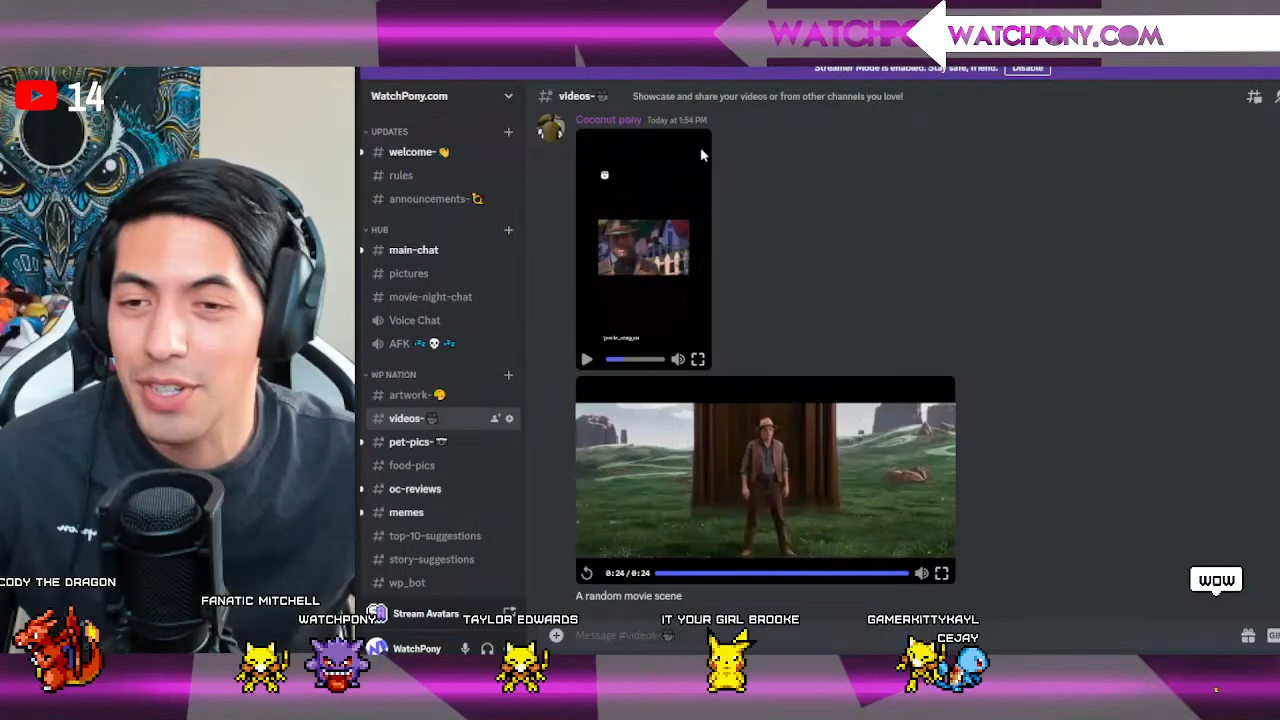 WATCHPO
WATCHPONY.COM
Streamer Mode is enabled. Stay safe, friend.
Disable
14
WatchPony.com
videos-
Showcase and share your videos or from other channels you love!
UPDATES
welcome-
rules
announcements-
HUB
main-chat
pictures
movie-night-chat
Voice Chat
AFK
WP NATION
artwork-
videos-
pet-pics-
food-pics
oc-reviews
memes
top-10-suggestions
story-suggestions
wp_bot
Stream Avatars
WatchPony
Coconut pony Today at 1:54 PM
0:24 / 0:24
A random movie scene
Message #videos-
GIF
WOW
CODY THE DRAGON
FANATIC MITCHELL
WATCHPONY...
TAYLOR EDWARDS
IT YOUR GIRL BROOKE
GAMERKITTYKAYL
CEJAY